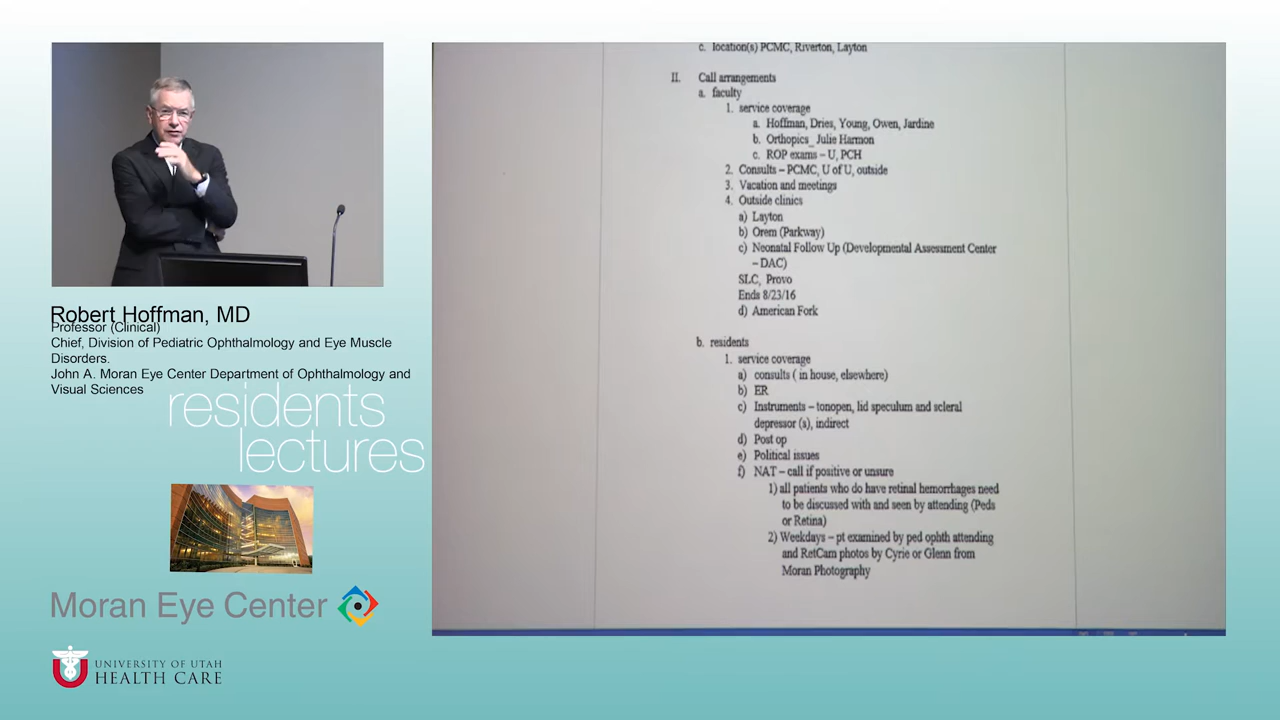 Robert Hoffman, MD
Professor (Clinical)
Chief, Division of Pediatric Ophthalmology and Eye Muscle
Disorders.
John A. Moran Eye Center Department of Ophthalmology and
Visual Sciences
residents
lectures
Moran Eye Center
UNIVERSITY OF UTAH
HEALTH CARE
c. location(s) PCMC, Riverton, Layton
II. Call arrangements
a. faculty
1. service coverage
a. Hoffman, Dries, Young, Owen, Jardine
b. Orthopics_ Julie Harmon
c. ROP exams – U, PCH
2. Consults – PCMC, U of U, outside
3. Vacation and meetings
4. Outside clinics
a) Layton
b) Orem (Parkway)
c) Neonatal Follow Up (Developmental Assessment Center
– DAC)
SLC, Provo
Ends 8/23/16
d) American Fork
b. residents
1. service coverage
a) consults ( in house, elsewhere)
b) ER
c) Instruments – tonopen, lid speculum and scleral
depressor (s), indirect
d) Post op
e) Political issues
f) NAT – call if positive or unsure
1) all patients who do have retinal hemorrhages need
to be discussed with and seen by attending (Peds
or Retina)
2) Weekdays – pt examined by ped ophth attending
and RetCam photos by Cyrie or Glenn from
Moran Photography